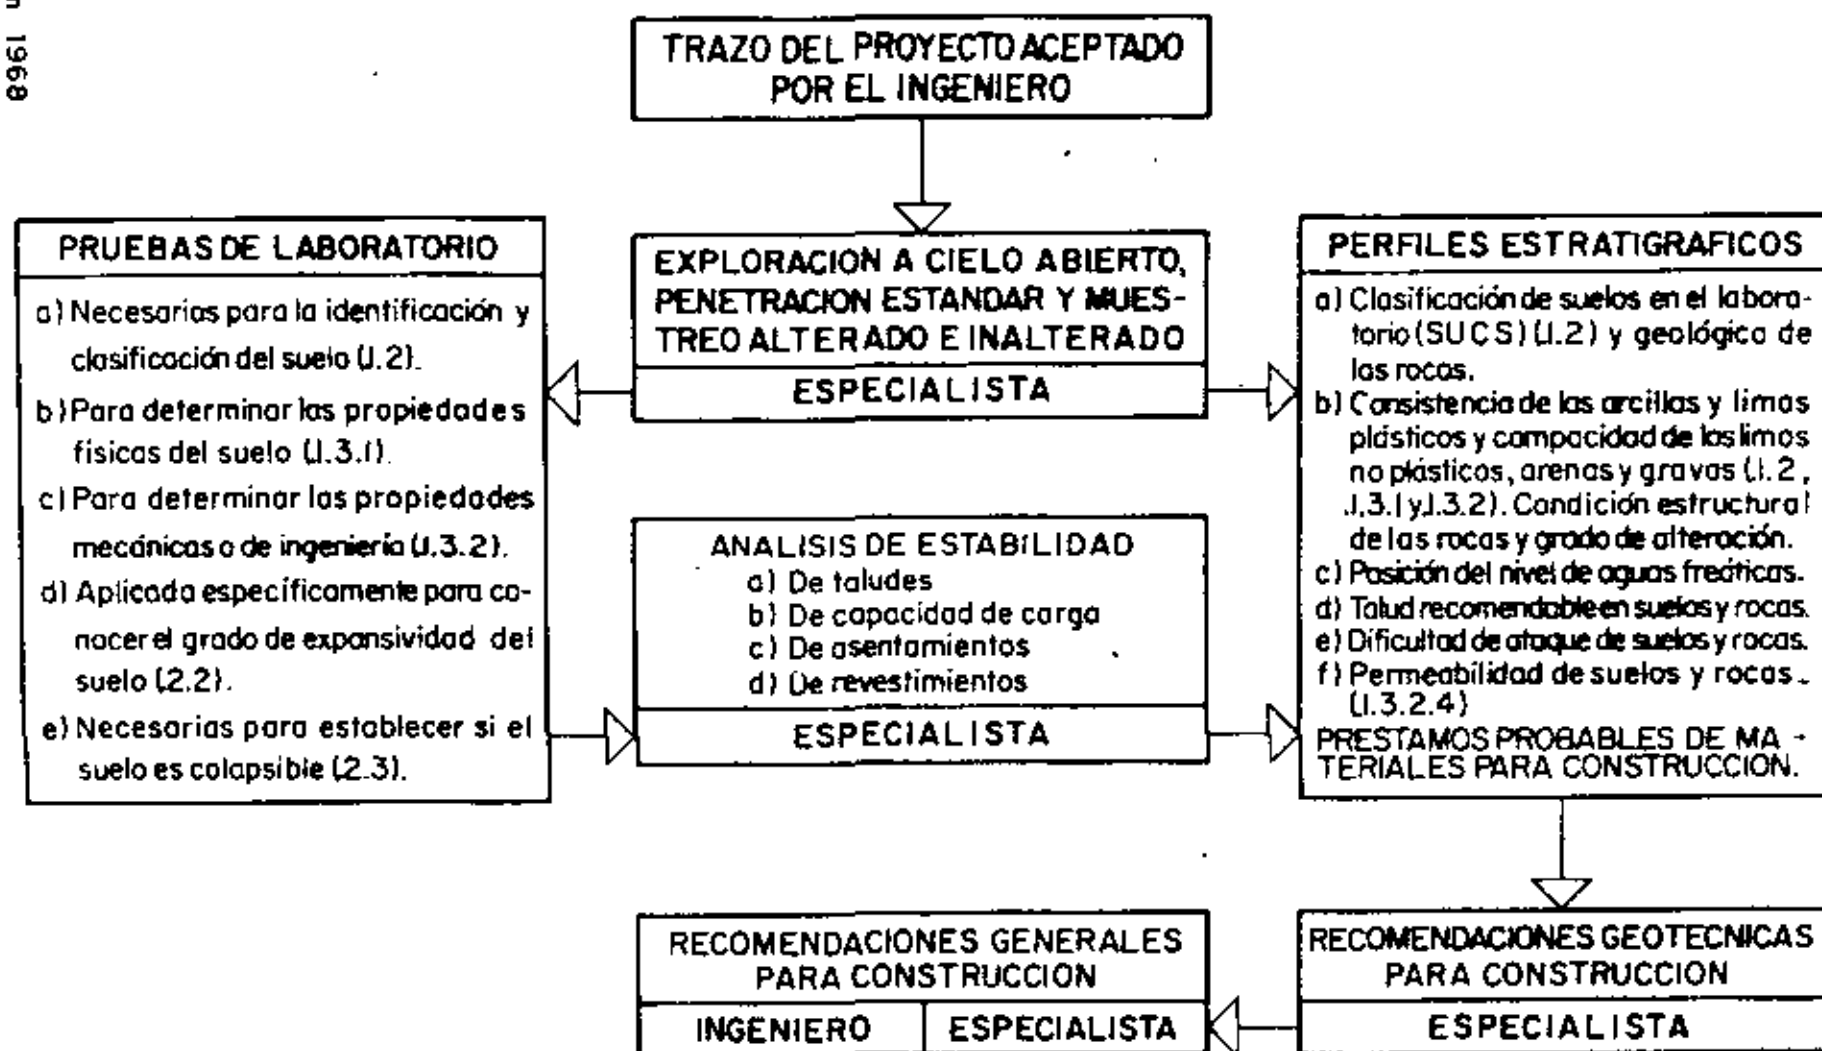 n 1968
TRAZO DEL PROYECTO ACEPTADO
POR EL INGENIERO
PRUEBAS DE LABORATORIO
a) Necesarias para la identificación y
clasificación del suelo (1.2).
b) Para determinar las propiedades
físicas del suelo (1.3.1).
c) Para determinar las propiedades
mecánicas o de ingeniería (1.3.2).
d) Aplicada específicamente para co-
nocer el grado de expansividad del
suelo (2.2).
e) Necesarias para establecer si el
suelo es colapsible (2.3).
EXPLORACION A CIELO ABIERTO,
PENETRACION ESTANDAR Y MUES-
TREO ALTERADO E INALTERADO
ESPECIALISTA
ANALISIS DE ESTABILIDAD
a) De taludes
b) De capacidad de carga
c) De asentamientos
d) De revestimientos
ESPECIALISTA
PERFILES ESTRATIGRAFICOS
a) Clasificación de suelos en el labora-
torio (SUCS) (1.2) y geológica de
las rocas.
b) Consistencia de las arcillas y limos
plásticos y compacidad de los limos
no plásticos, arenas y gravas (1.2,
1.3.1 y 1.3.2). Condición estructural
de las rocas y grado de alteración.
c) Posición del nivel de aguas freáticas.
d) Talud recomendable en suelos y rocas.
e) Dificultad de ataque de suelos y rocas.
f) Permeabilidad de suelos y rocas.
(1.3.2.4)
PRESTAMOS PROBABLES DE MA-
TERIALES PARA CONSTRUCCION.
RECOMENDACIONES GENERALES
PARA CONSTRUCCION
INGENIERO ESPECIALISTA
RECOMENDACIONES GEOTECNICAS
PARA CONSTRUCCION
ESPECIALISTA